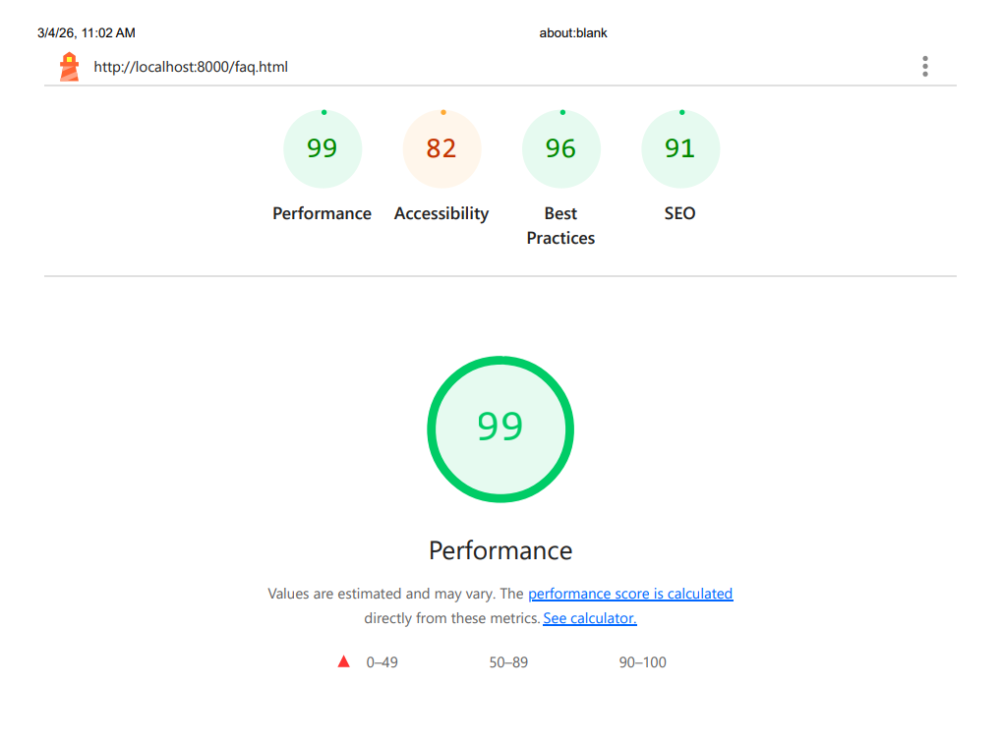 3/4/26, 11:02 AM
about:blank
http://localhost:8000/faq.html
99
82
96
91
Performance
Accessibility
Best
Practices
SEO
99
Performance
Values are estimated and may vary. The performance score is calculated
directly from these metrics. See calculator.
0–49
50–89
90–100